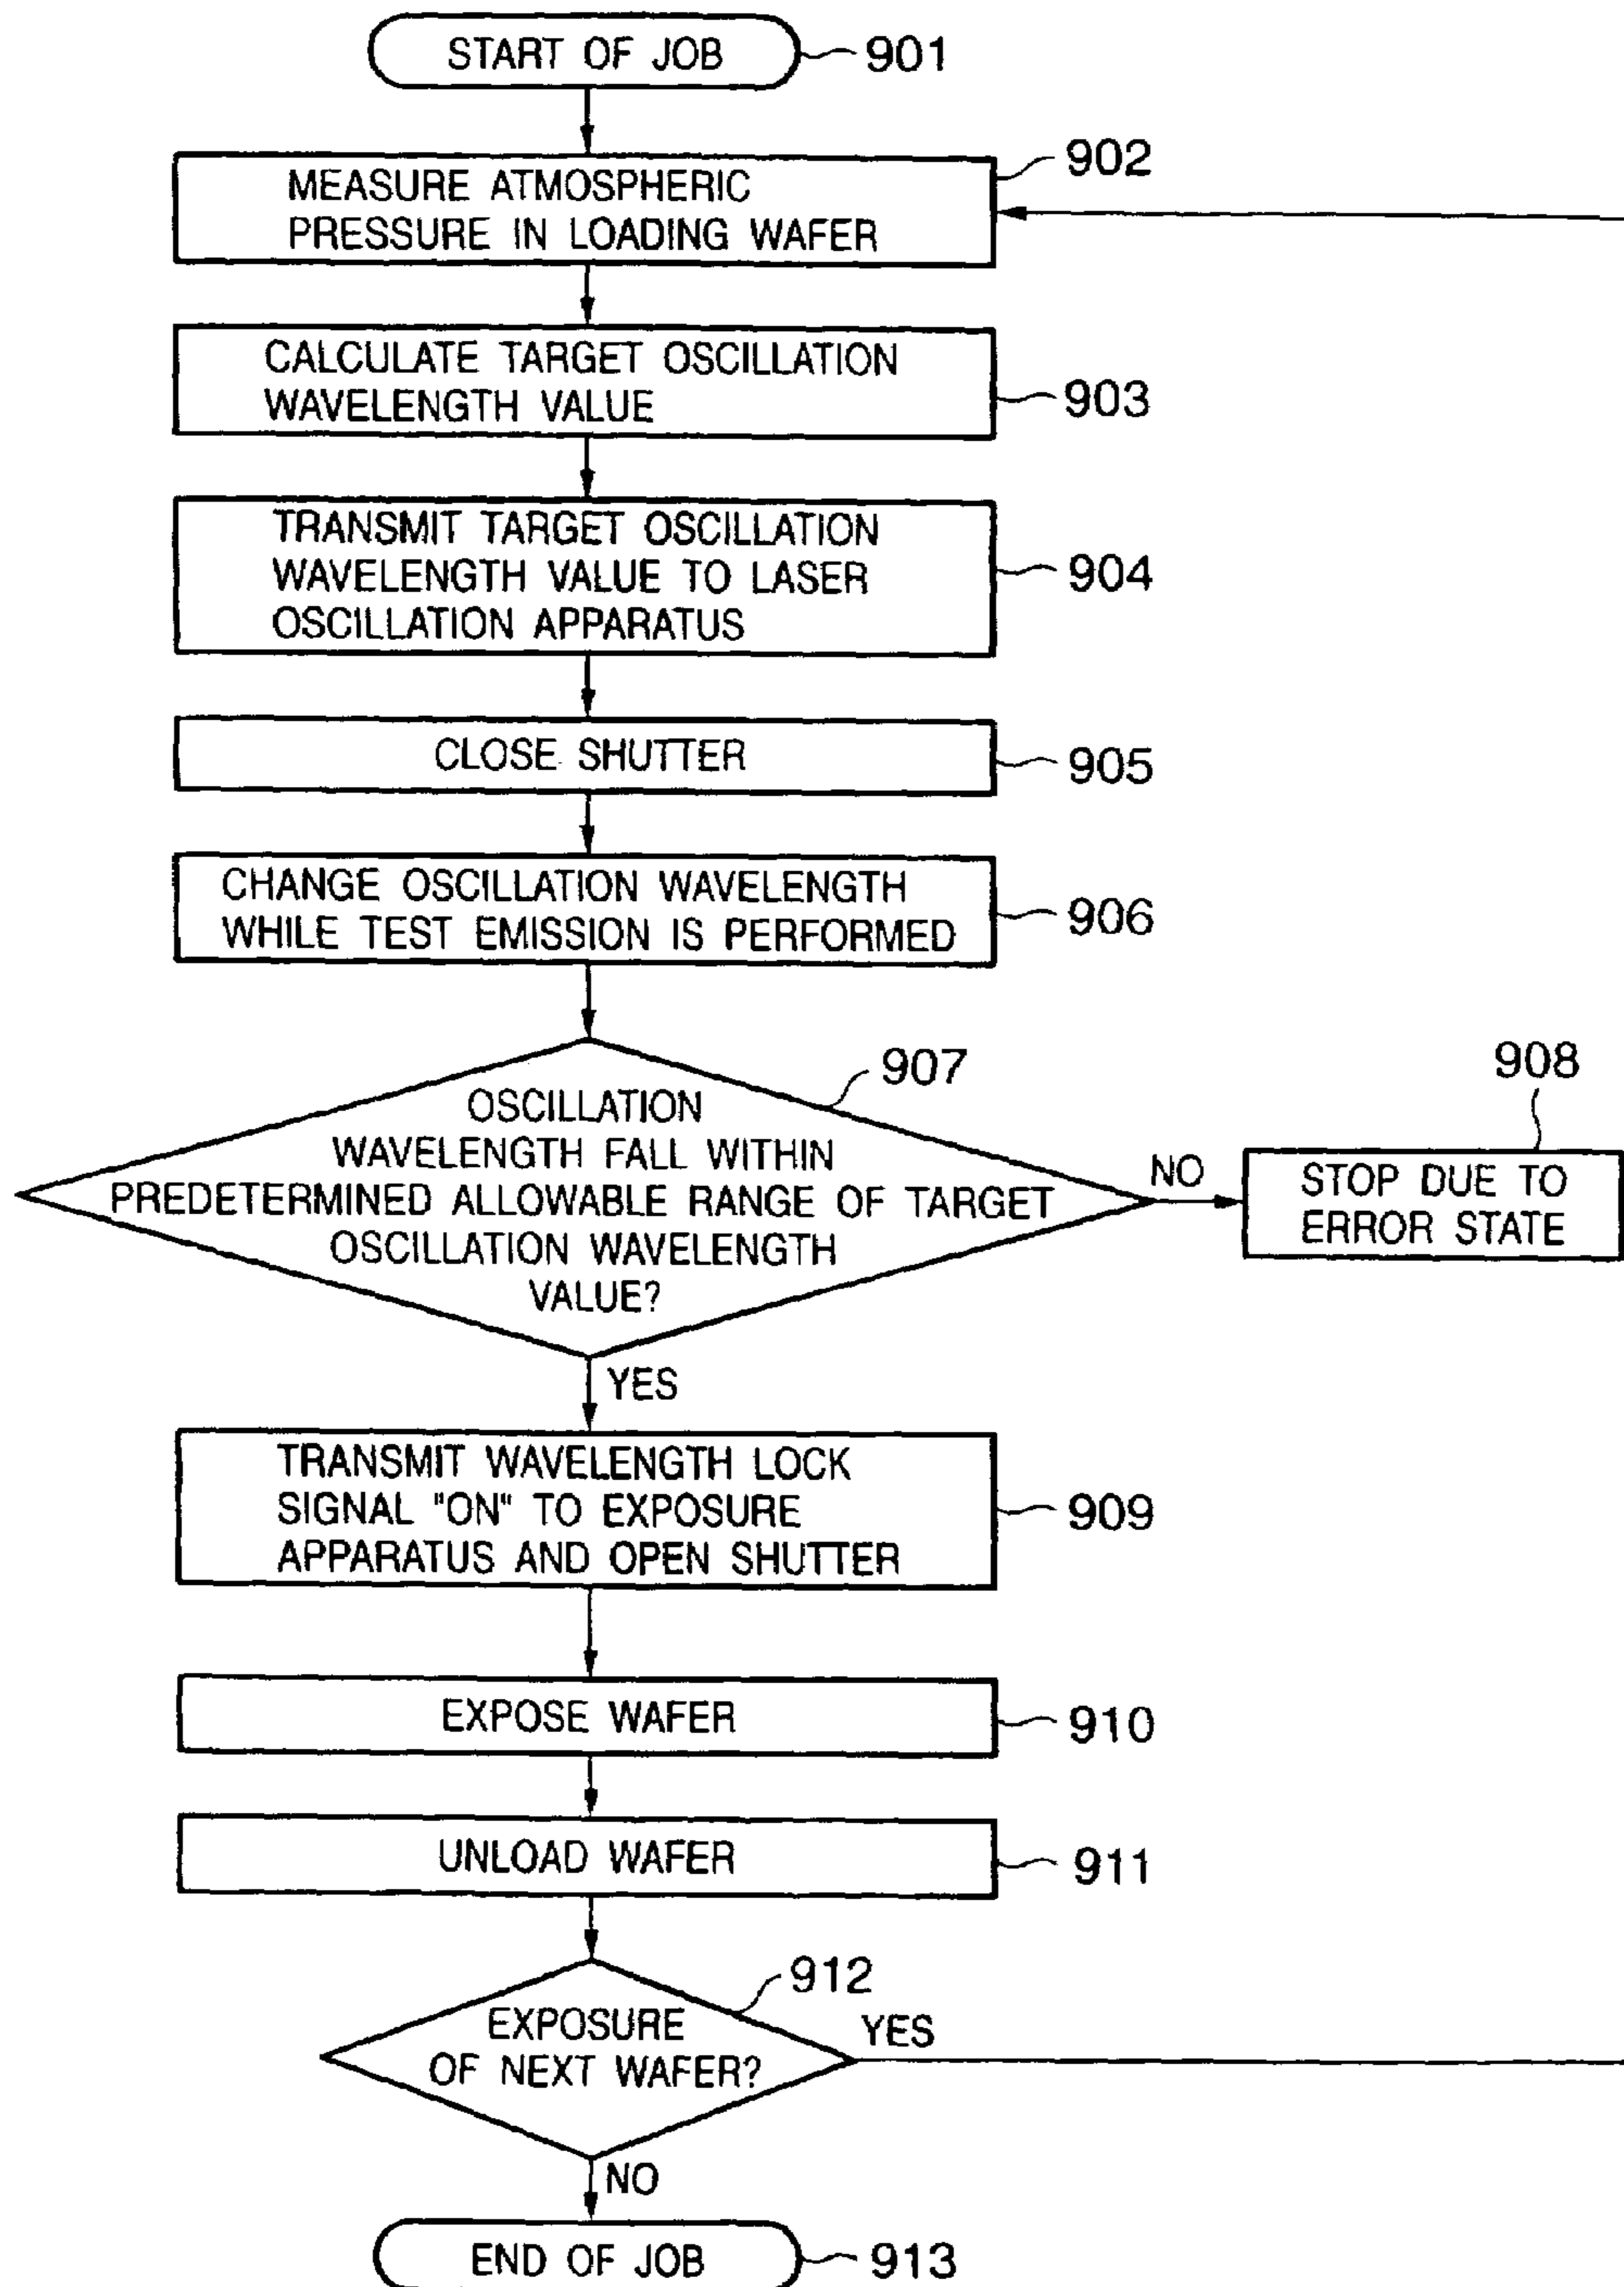 START OF JOB
901
MEASURE ATMOSPHERIC
PRESSURE IN LOADING WAFER
902
CALCULATE TARGET OSCILLATION
WAVELENGTH VALUE
903
TRANSMIT TARGET OSCILLATION
WAVELENGTH VALUE TO LASER
OSCILLATION APPARATUS
904
CLOSE SHUTTER
905
CHANGE OSCILLATION WAVELENGTH
WHILE TEST EMISSION IS PERFORMED
906
907
OSCILLATION
WAVELENGTH FALL WITHIN
PREDETERMINED ALLOWABLE RANGE OF TARGET
OSCILLATION WAVELENGTH
VALUE?
NO
908
STOP DUE TO
ERROR STATE
YES
TRANSMIT WAVELENGTH LOCK
SIGNAL "ON" TO EXPOSURE
APPARATUS AND OPEN SHUTTER
909
EXPOSE WAFER
910
UNLOAD WAFER
911
912
EXPOSURE
OF NEXT WAFER?
YES
NO
END OF JOB
913